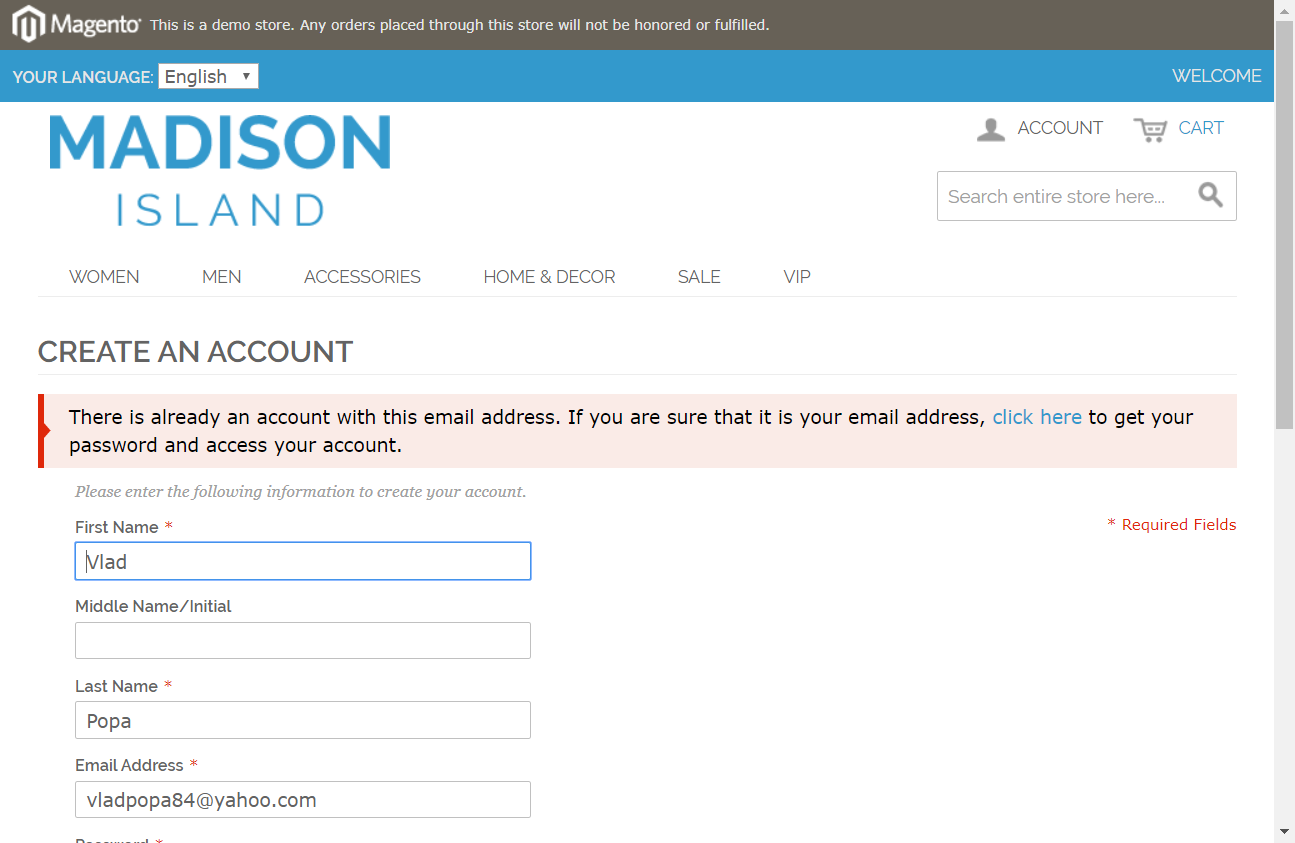 Magento This is a demo store. Any orders placed through this store will not be honored or fulfilled.
YOUR LANGUAGE: English WELCOME
MADISON
ISLAND
ACCOUNT CART
Search entire store here...
WOMEN MEN ACCESSORIES HOME & DECOR SALE VIP
CREATE AN ACCOUNT
There is already an account with this email address. If you are sure that it is your email address, click here to get your
password and access your account.
Please enter the following information to create your account.
First Name *
* Required Fields
Vlad
Middle Name/Initial
Last Name *
Popa
Email Address *
vladpopa84@yahoo.com
Password *